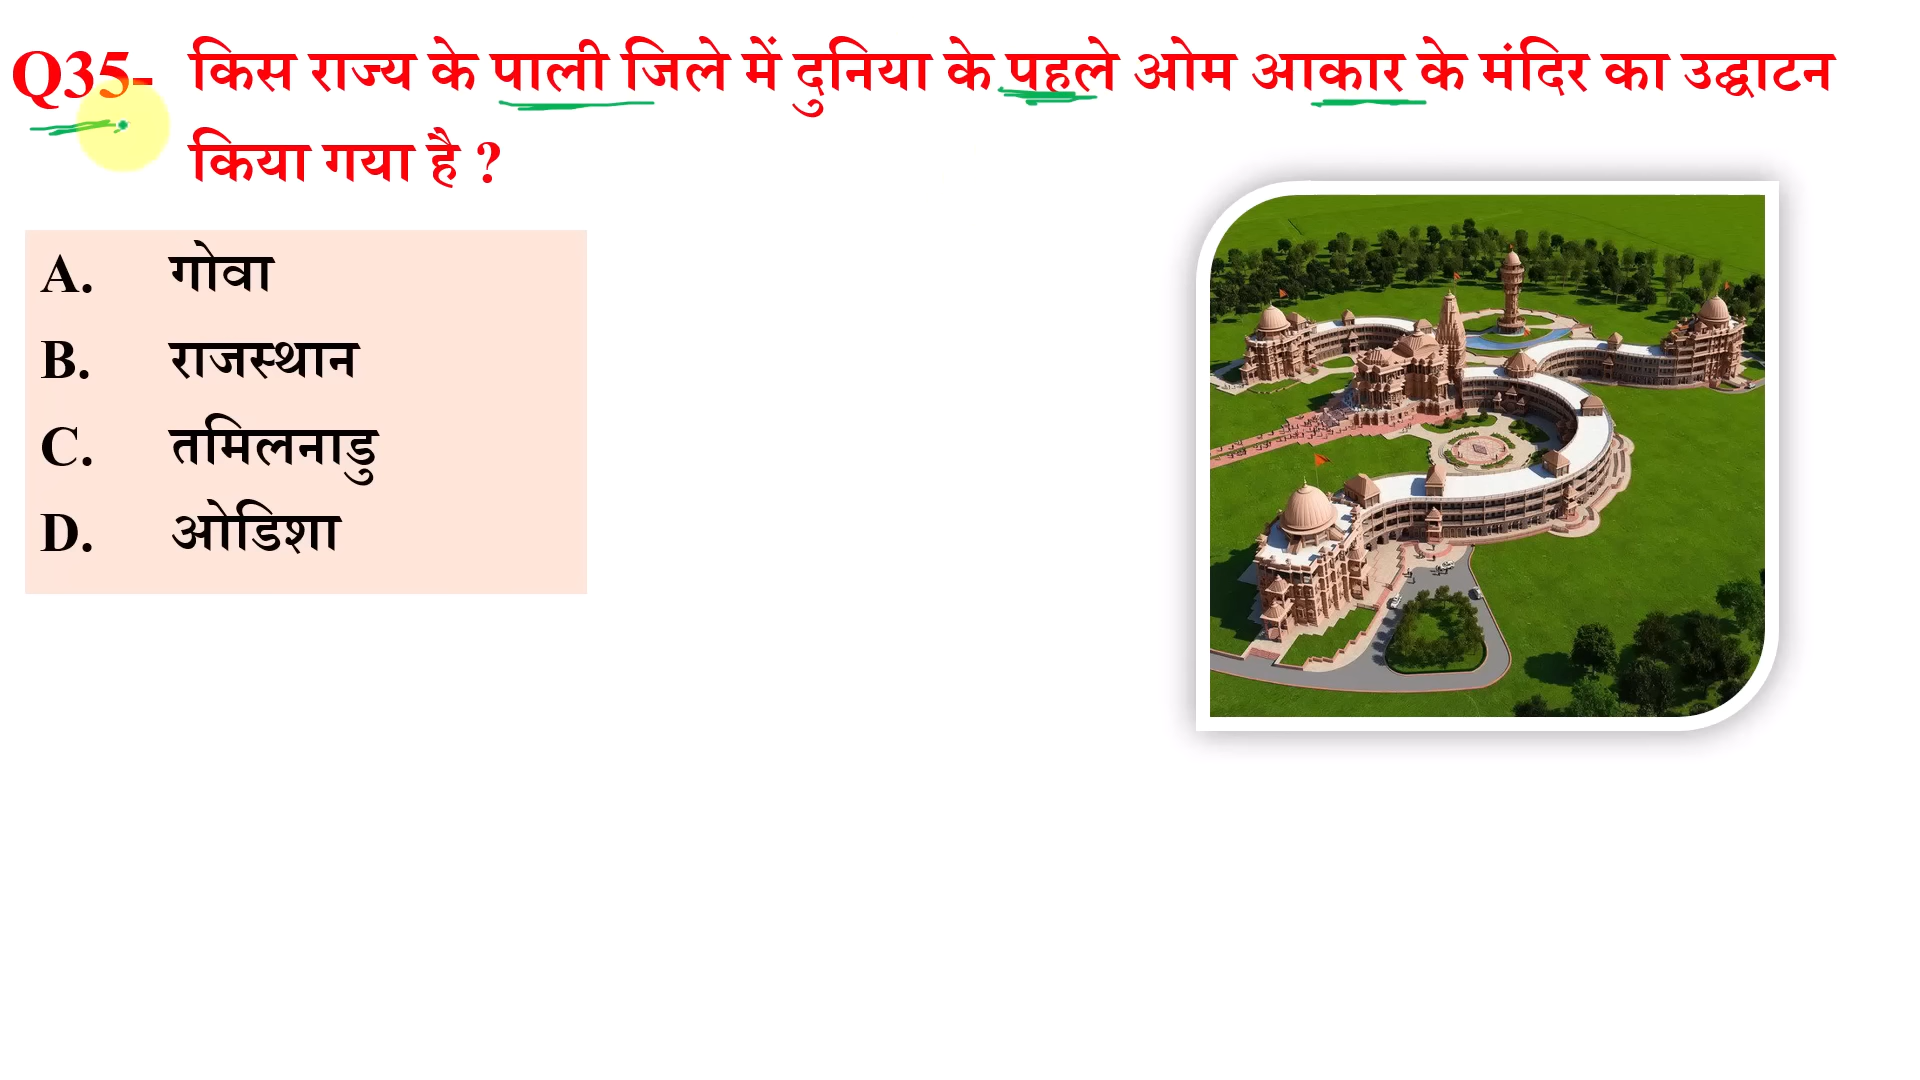 Q35- किस राज्य के पाली जिले में दुनिया के पहले ओम आकार के मंदिर का उद्घाटन
किया गया है ?
A. गोवा
B. राजस्थान
C. तमिलनाडु
D. ओडिशा